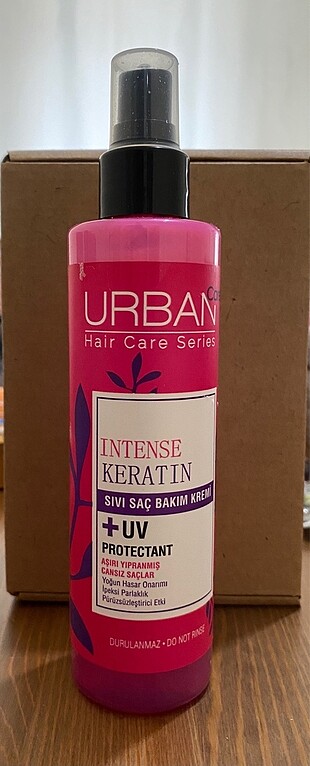 Care
URBAN
Hair Care Series
INTENSE
KERATIN
SIVI SAÇ BAKIM KREMİ
+UV
PROTECTANT
AŞIRI YIPRANMIŞ
CANSIZ SAÇLAR
Yoğun Hasar Onarımı
İpeksi Parlaklık
Pürüzsüzleştirici Etki
DURULANMAZ • DO NOT RINSE